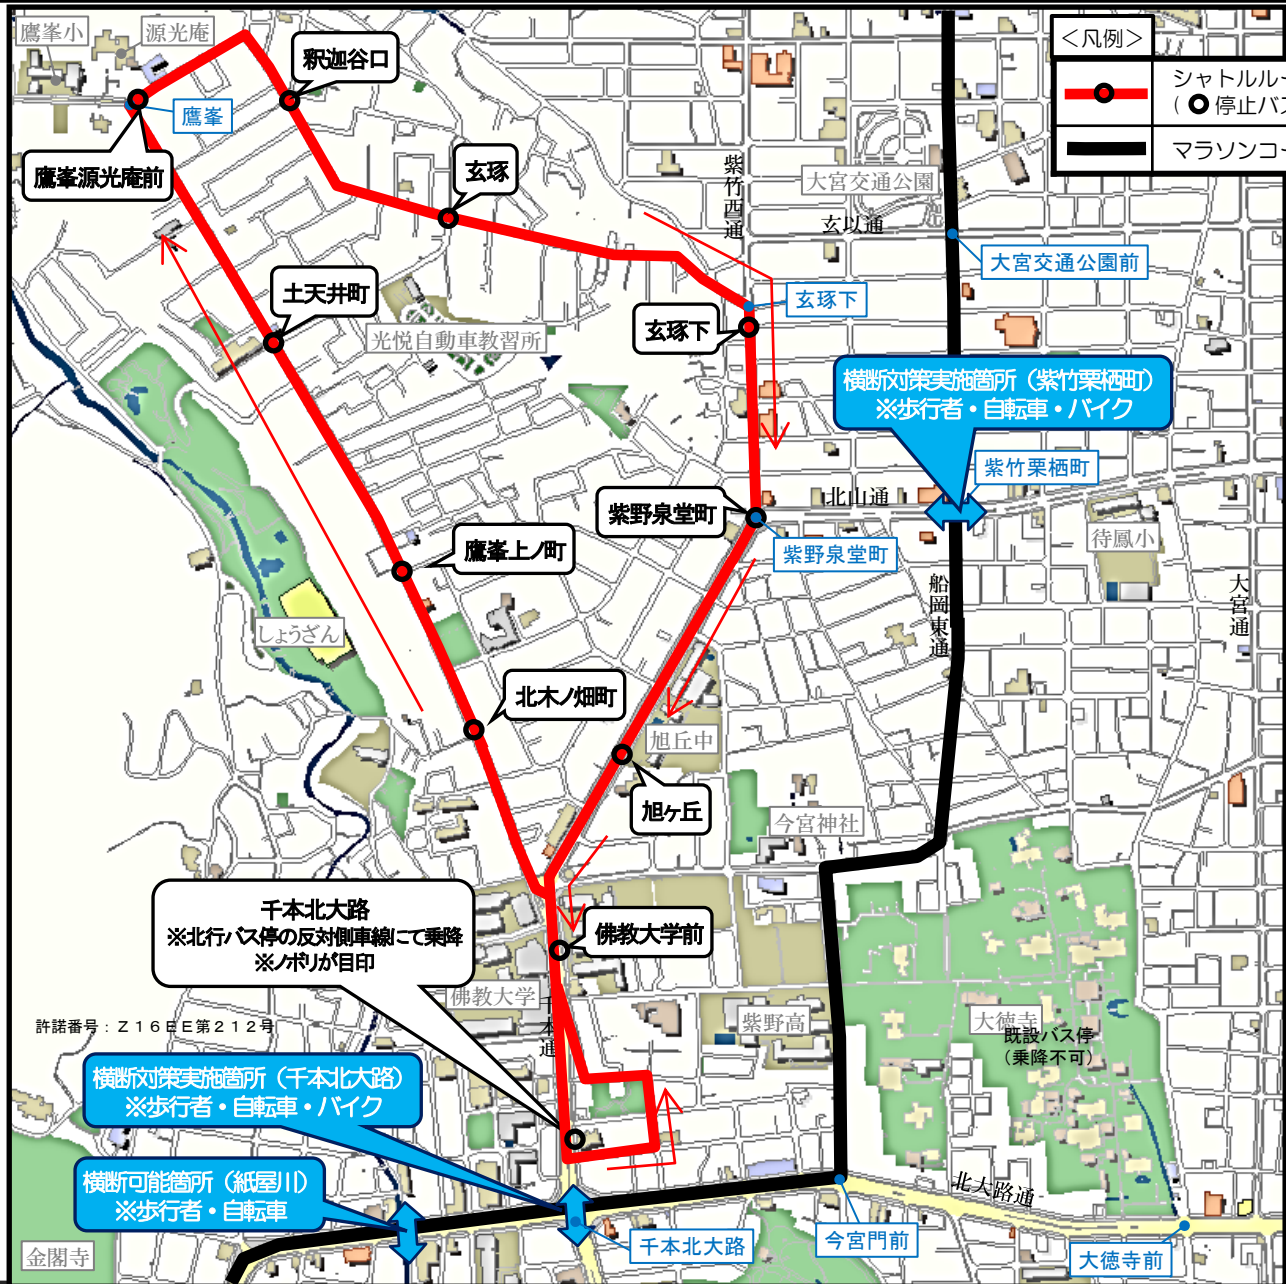 鷹峯小
源光庵
釈迦谷口
鷹峯
鷹峯源光庵前
玄琢
紫竹西通
大宮交通公園
玄以通
大宮交通公園前
<凡例>
シャトルルー
(　停止バス
マラソンコー
土天井町
光悦自動車教習所
玄琢下
玄琢下
横断対策実施箇所（紫竹栗栖町）
※歩行者・自転車・バイク
紫竹栗栖町
北山通
紫野泉堂町
紫野泉堂町
待鳳小
大宮通
船岡東通
鷹峯上ノ町
しょうざん
北木ノ畑町
旭丘中
旭ヶ丘
今宮神社
千本北大路
※北行バス停の反対側車線にて乗降
※ノボリが目印
佛教大学前
佛教大学
千本通
紫野高
大徳寺
既設バス停
（乗降不可）
許諾番号：Ｚ１６ＥＥ第２１２号
横断対策実施箇所（千本北大路）
※歩行者・自転車・バイク
横断可能箇所（紙屋川）
※歩行者・自転車
金閣寺
千本北大路
今宮門前
北大路通
大徳寺前